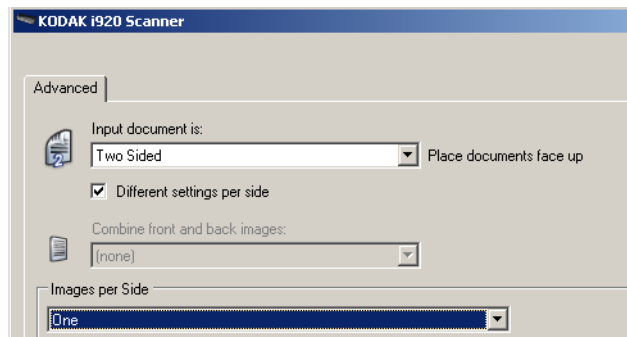 KODAK i920 Scanner
Advanced
Input document is:
2
Two Sided Place documents face up
Different settings per side
Combine front and back images:
(none)
Images per Side
One